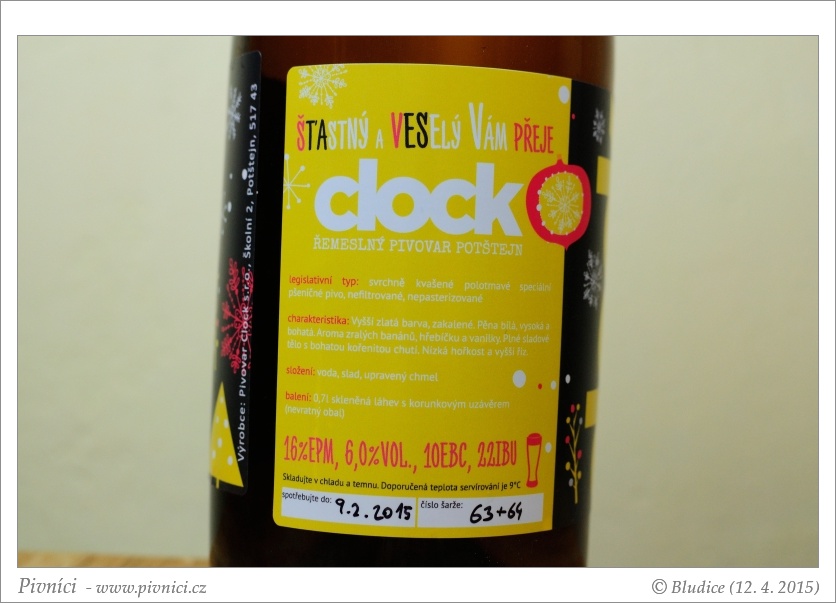 Výrobce: Pivovar Clock s.r.o., Školní 2, Potštejn, 517 43
ŠŤASTNÝ A VESELÝ VÁM PŘEJE
clock
ŘEMESLNÝ PIVOVAR POTŠTEJN
legislativní typ: svrchně kvašené polotmavé speciální
pšeničné pivo, nefiltrované, nepasterizované
charakteristika: Vyšší zlatá barva, zakalené. Pěna bílá, vysoká a
bohatá. Aroma zralých banánů, hřebíčku a vanilky. Plné sladové
tělo s bohatou kořenitou chutí. Nízká hořkost a vyšší říz.
složení: voda, slad, upravený chmel
balení: 0,7l skleněná láhev s korunkovým uzávěrem
(nevratný obal)
16%EPM, 6,0%VOL., 10EBC, 22IBU
Skladujte v chladu a temnu. Doporučená teplota servírování je 9°C
spotřebujte do: 9.2.2015 číslo šarže: 63+64
Pivníci - www.pivnici.cz
© Bludice (12. 4. 2015)